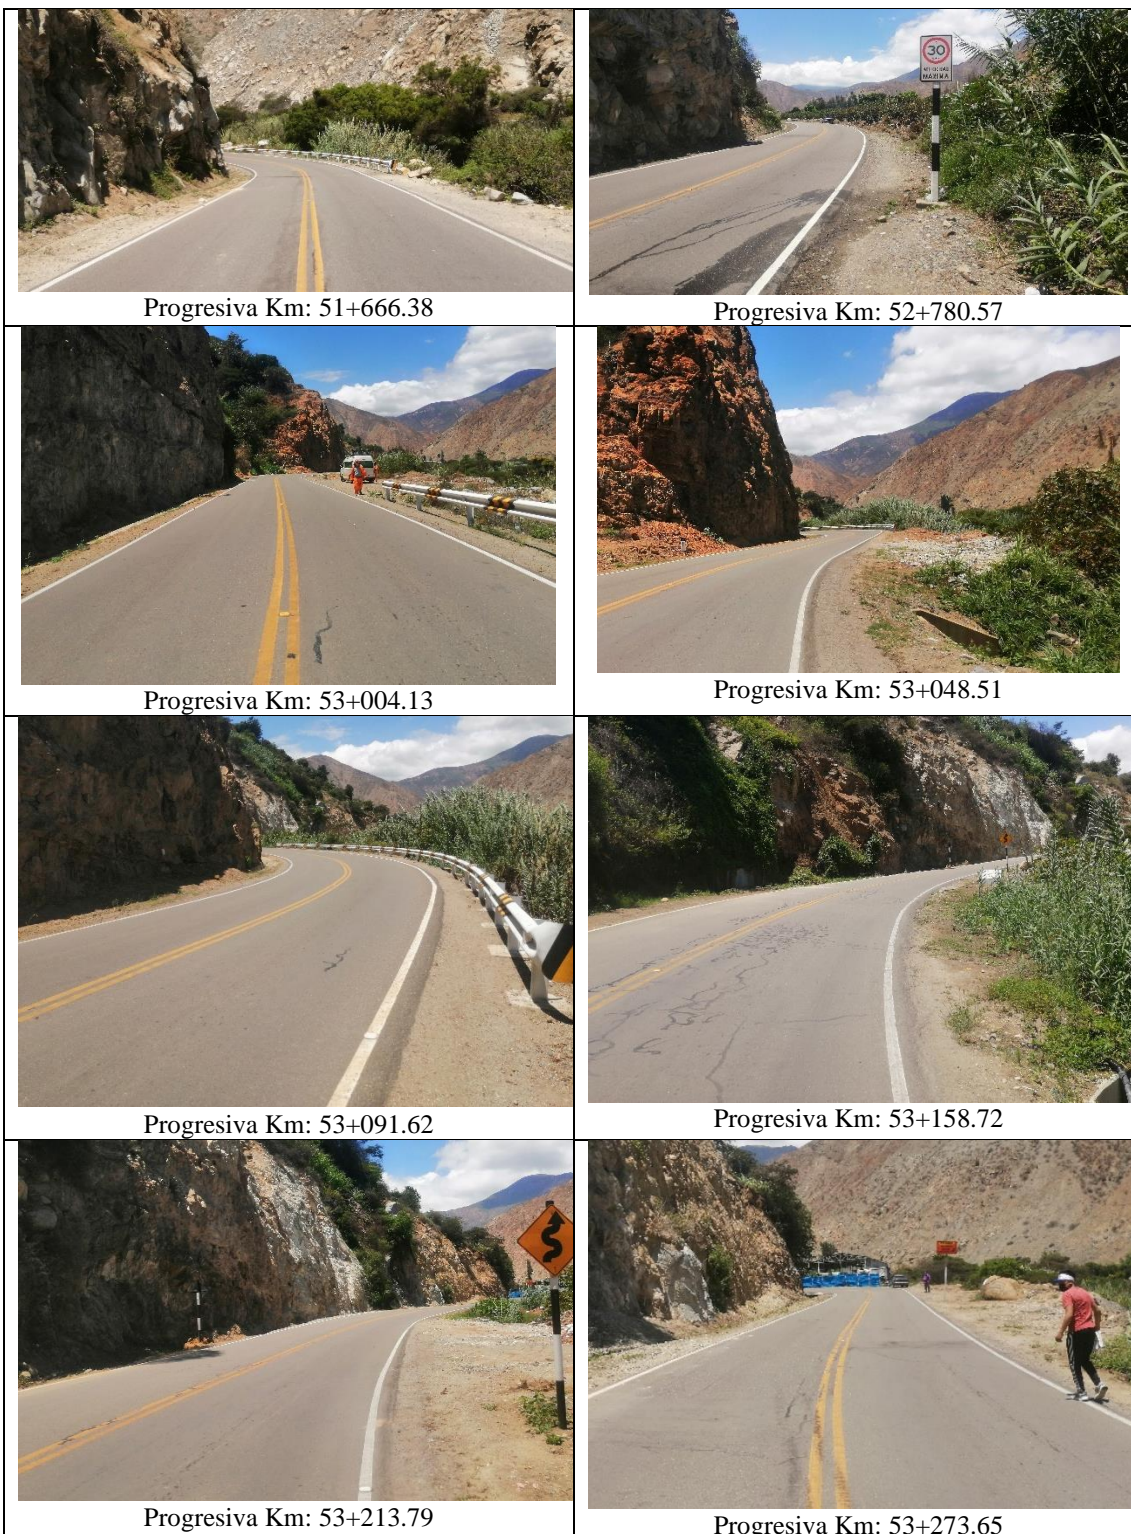 30
VELOCIDAD
MAXIMA
Progresiva Km: 51+666.38
Progresiva Km: 52+780.57
Progresiva Km: 53+004.13
Progresiva Km: 53+048.51
Progresiva Km: 53+091.62
Progresiva Km: 53+158.72
Progresiva Km: 53+213.79
Progresiva Km: 53+273.65